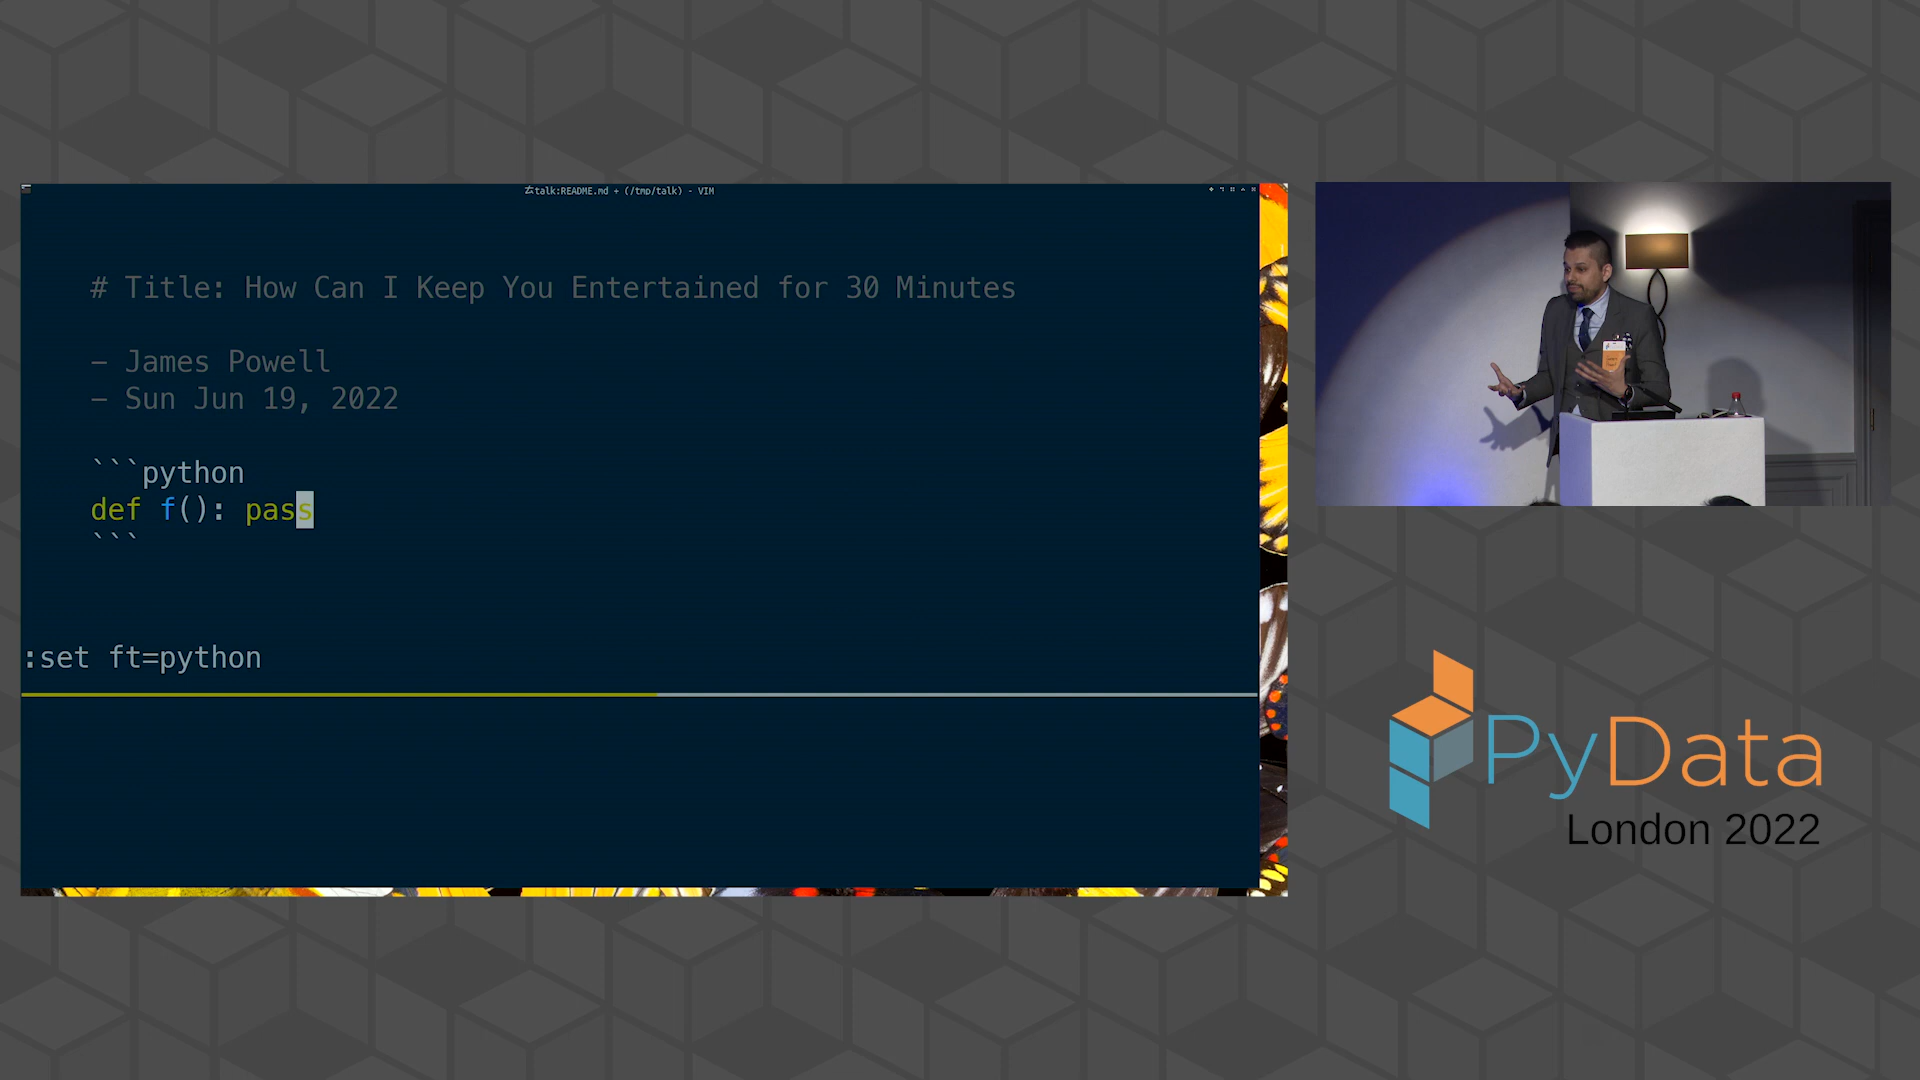 talk:README.md + (/tmp/talk) - VIM
# Title: How Can I Keep You Entertained for 30 Minutes
– James Powell
– Sun Jun 19, 2022
```python
def f(): pass
```
:set ft=python
PyData
London 2022